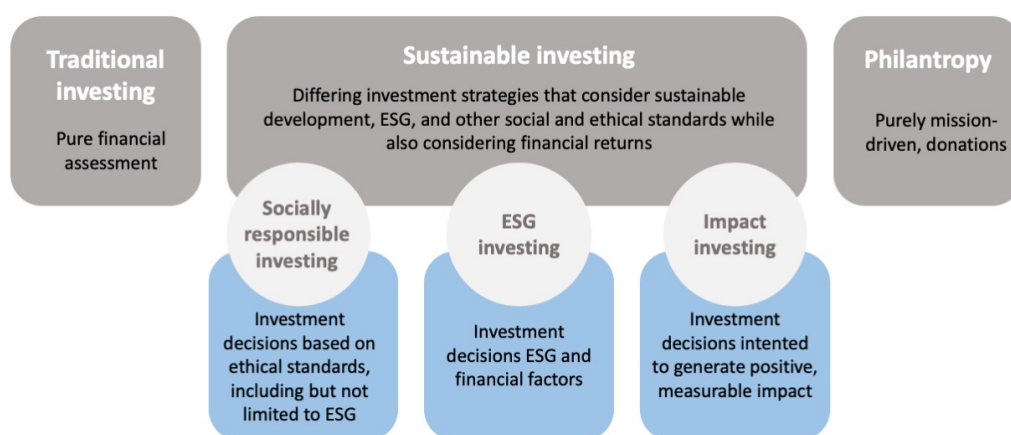 Traditional
investing
Pure financial
assessment
Sustainable investing
Differing investment strategies that consider sustainable
development, ESG, and other social and ethical standards while
also considering financial returns
Philantropy
Purely mission-
driven, donations
Socially
responsible
investing
Investment
decisions based on
ethical standards,
including but not
limited to ESG
ESG
investing
Investment
decisions ESG and
financial factors
Impact
investing
Investment
decisions intented
to generate positive,
measurable impact